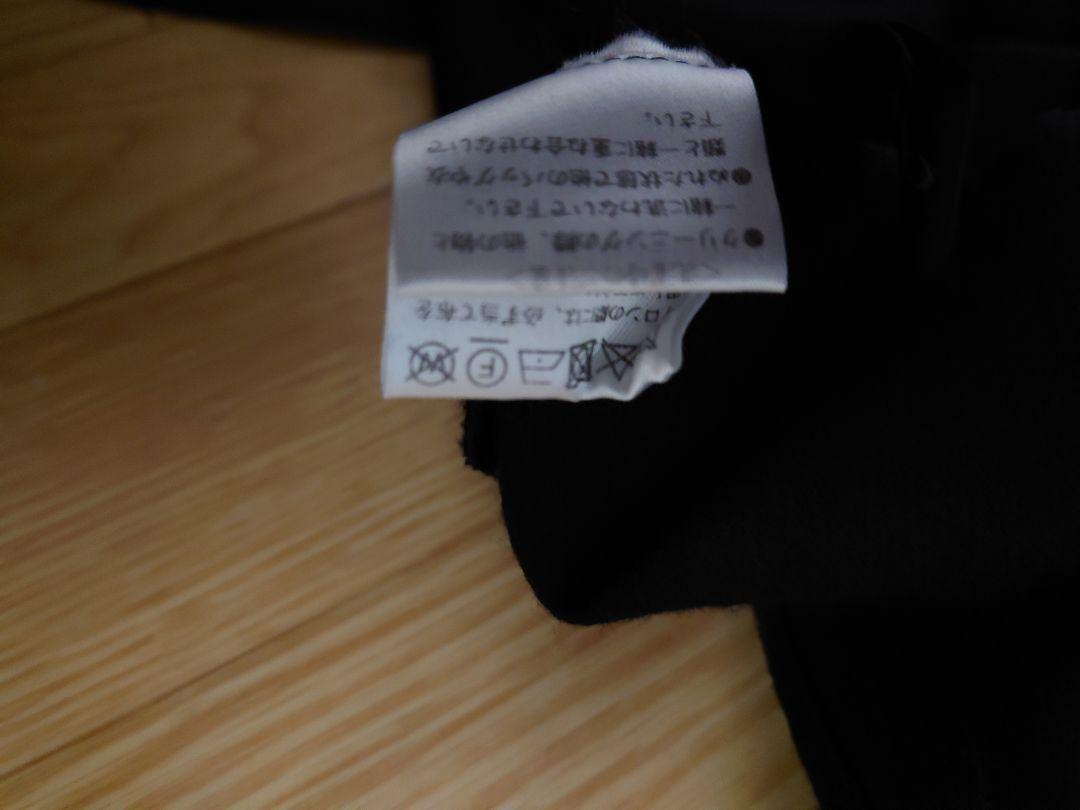 ロンの際は、必ず当て布を
●クリーニングの際、他の物と
一緒に洗わないで下さい。
●ぬれた状態で他のバッグや衣
類と一緒に重ね合わせないで
下さい。